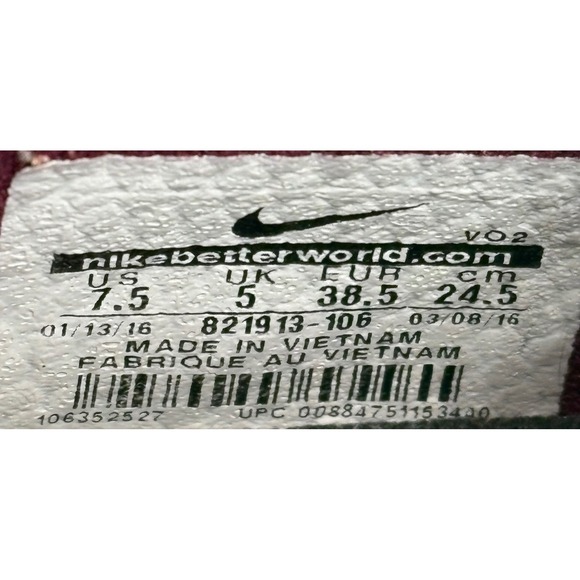 VO2
nikebetterworld.com
US UK EUR cm
7.5 5 38.5 24.5
01/13/16 821913-106 03/08/16
MADE IN VIETNAM
FABRIQUE AU VIETNAM
106352527 UPC 00884751153440